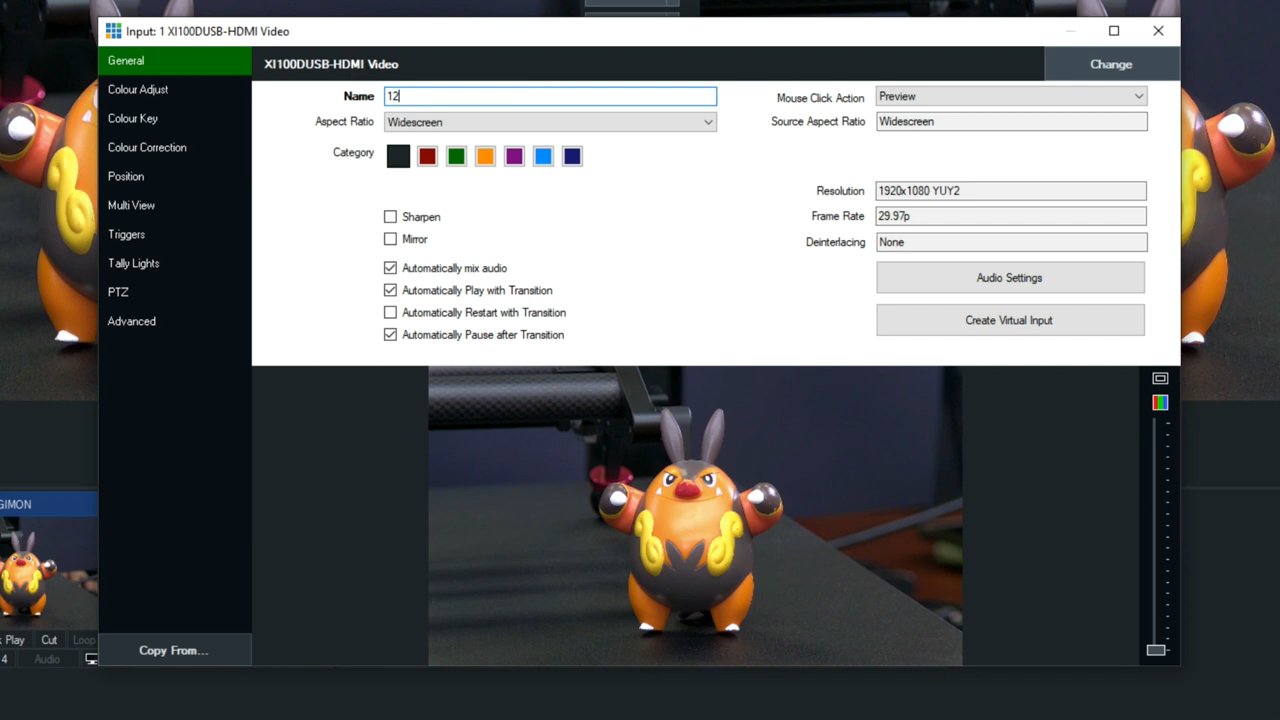 Input: 1 XI100DUSB-HDMI Video
General
XI100DUSB-HDMI Video
Change
Name 12
Mouse Click Action Preview
Aspect Ratio Widescreen
Source Aspect Ratio Widescreen
Category
Colour Adjust
Colour Key
Colour Correction
Position
Multi View
Triggers
Tally Lights
PTZ
Advanced
Resolution 1920x1080 YUY2
Frame Rate 29.97p
Deinterlacing None
Sharpen
Mirror
Automatically mix audio
Automatically Play with Transition
Automatically Restart with Transition
Automatically Pause after Transition
Audio Settings
Create Virtual Input
GIMON
k Play Cut Loop
4 Audio
Copy From...